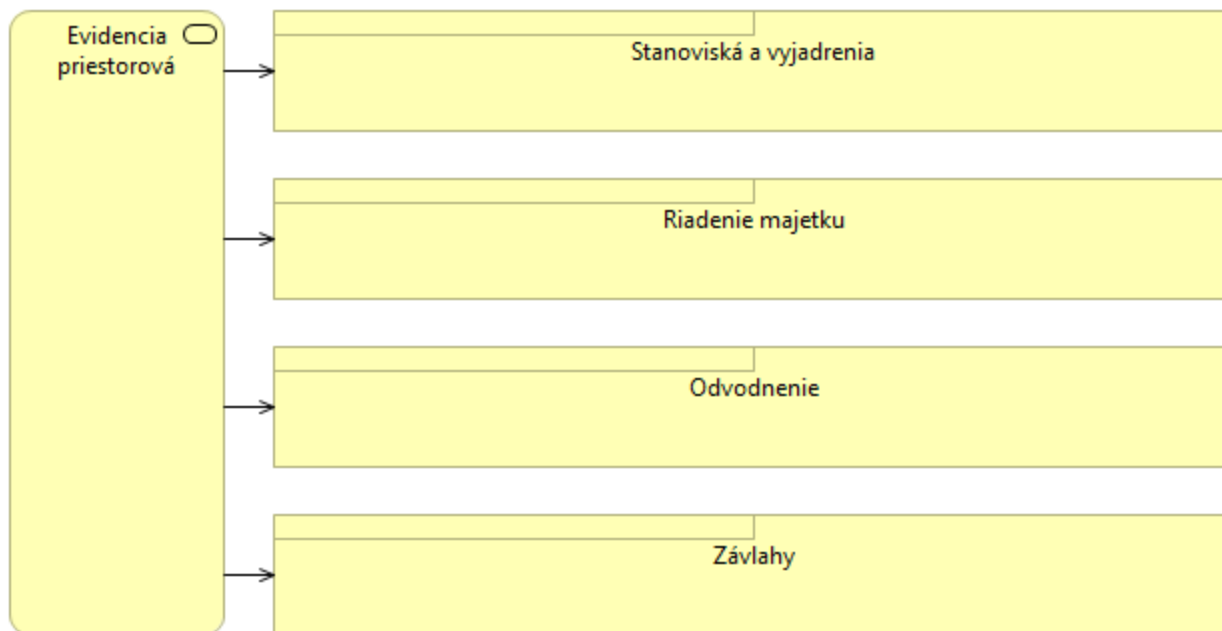 Evidencia
priestorová
Stanoviská a vyjadrenia
Riadenie majetku
Odvodnenie
Závlahy